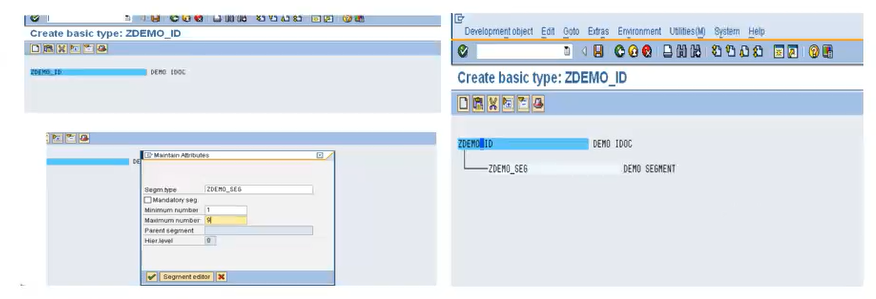 Create basic type: ZDEMO_ID
ZDEMO_ID DEMO IDOC
DE
Maintain Attributes
Segm.type ZDEMO_SEG
Mandatory seg.
Minimum number 1
Maximum number 9
Parent segment
Hier.level 0
Segment editor
Development object Edit Goto Extras Environment Utilities(M) System Help
Create basic type: ZDEMO_ID
ZDEMO_ID DEMO IDOC
ZDEMO_SEG DEMO SEGMENT